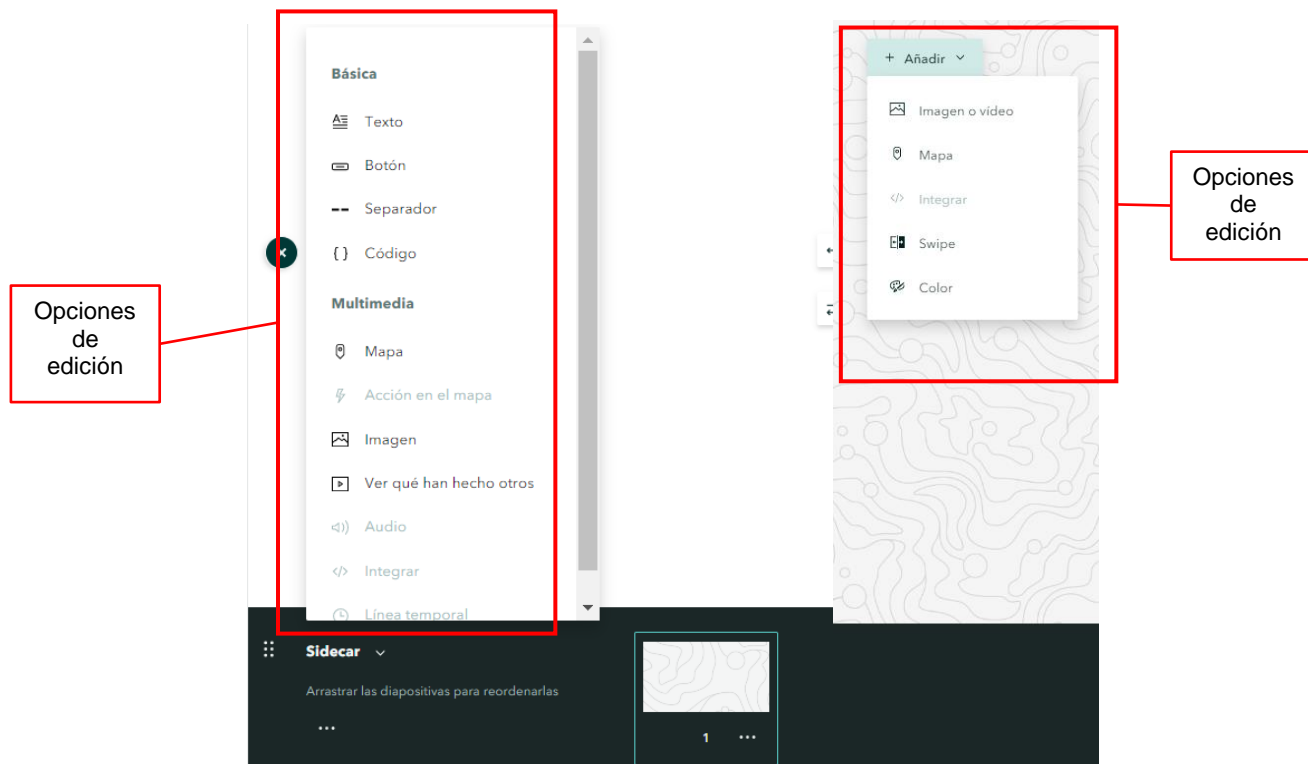 Básica
Texto
Botón
Separador
Código
Multimedia
Mapa
Acción en el mapa
Imagen
Ver qué han hecho otros
Audio
Integrar
Línea temporal
Opciones
de
edición
+ Añadir
Imagen o vídeo
Mapa
Integrar
Swipe
Color
Opciones
de
edición
Sidecar
Arrastrar las diapositivas para reordenarlas
1